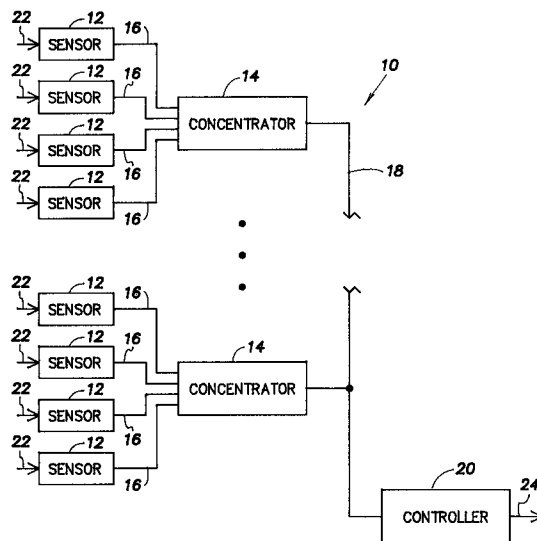 22 12 16
SENSOR
22 12 16
SENSOR
14
CONCENTRATOR
10
22 12 16
SENSOR
18
22 12 16
SENSOR
22 12 16
SENSOR
22 12 16
SENSOR
14
CONCENTRATOR
22 12 16
SENSOR
22 12 16
SENSOR
20
CONTROLLER
24